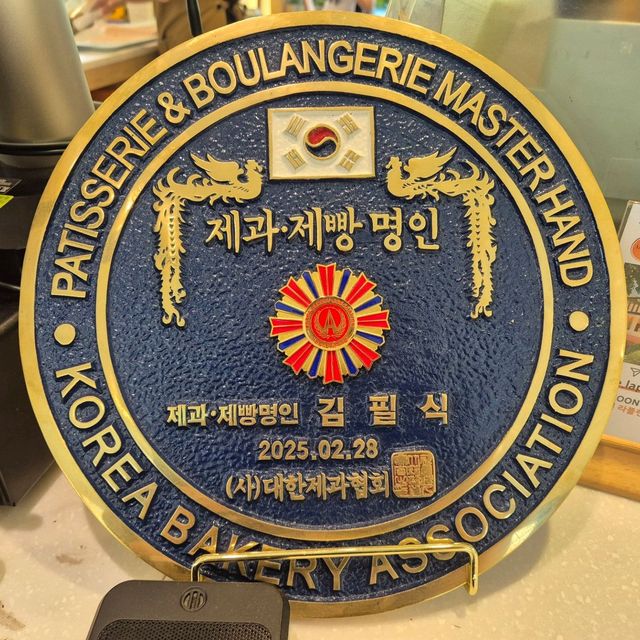 PATISSERIE & BOULANGERIE MASTER HAND
제과·제빵 명인
제과·제빵명인 김 필 식
2025.02.28
(사)대한제과협회
KOREA BAKERY ASSOCIATION